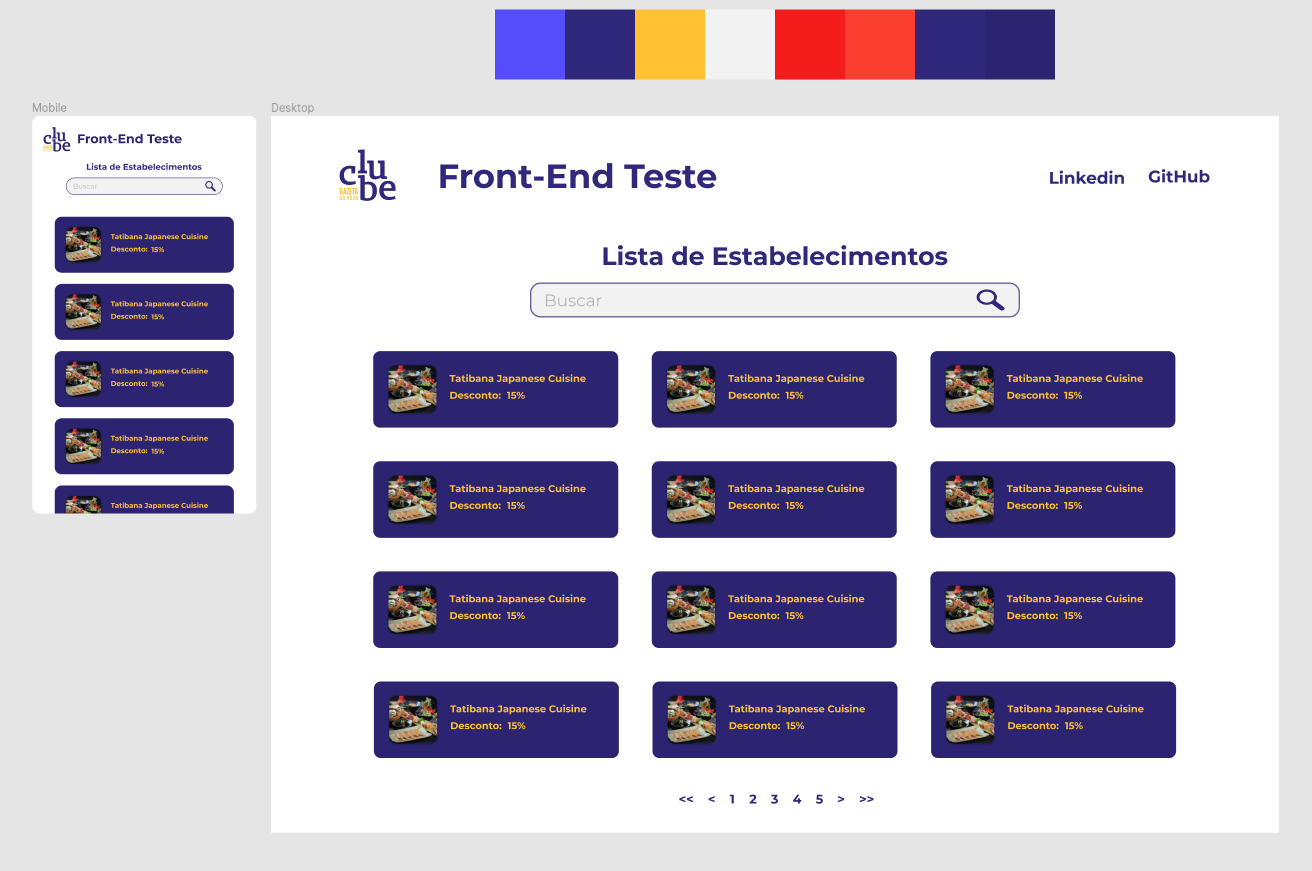 Mobile
clu
be
Front-End Teste
Lista de Estabelecimentos
Buscar
Tatibana Japanese Cuisine
Desconto: 15%
Tatibana Japanese Cuisine
Desconto: 15%
Tatibana Japanese Cuisine
Desconto: 15%
Tatibana Japanese Cuisine
Desconto: 15%
Tatibana Japanese Cuisine
Desktop
clu
be
GAZETA
DO POVO
Front-End Teste
Linkedin GitHub
Lista de Estabelecimentos
Buscar
Tatibana Japanese Cuisine
Desconto: 15%
Tatibana Japanese Cuisine
Desconto: 15%
Tatibana Japanese Cuisine
Desconto: 15%
Tatibana Japanese Cuisine
Desconto: 15%
Tatibana Japanese Cuisine
Desconto: 15%
Tatibana Japanese Cuisine
Desconto: 15%
Tatibana Japanese Cuisine
Desconto: 15%
Tatibana Japanese Cuisine
Desconto: 15%
Tatibana Japanese Cuisine
Desconto: 15%
Tatibana Japanese Cuisine
Desconto: 15%
Tatibana Japanese Cuisine
Desconto: 15%
Tatibana Japanese Cuisine
Desconto: 15%
<< < 1 2 3 4 5 > >>